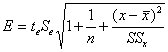 E = t_e S_e √(1 + 1/n + (x − x̄)² / SS_x)